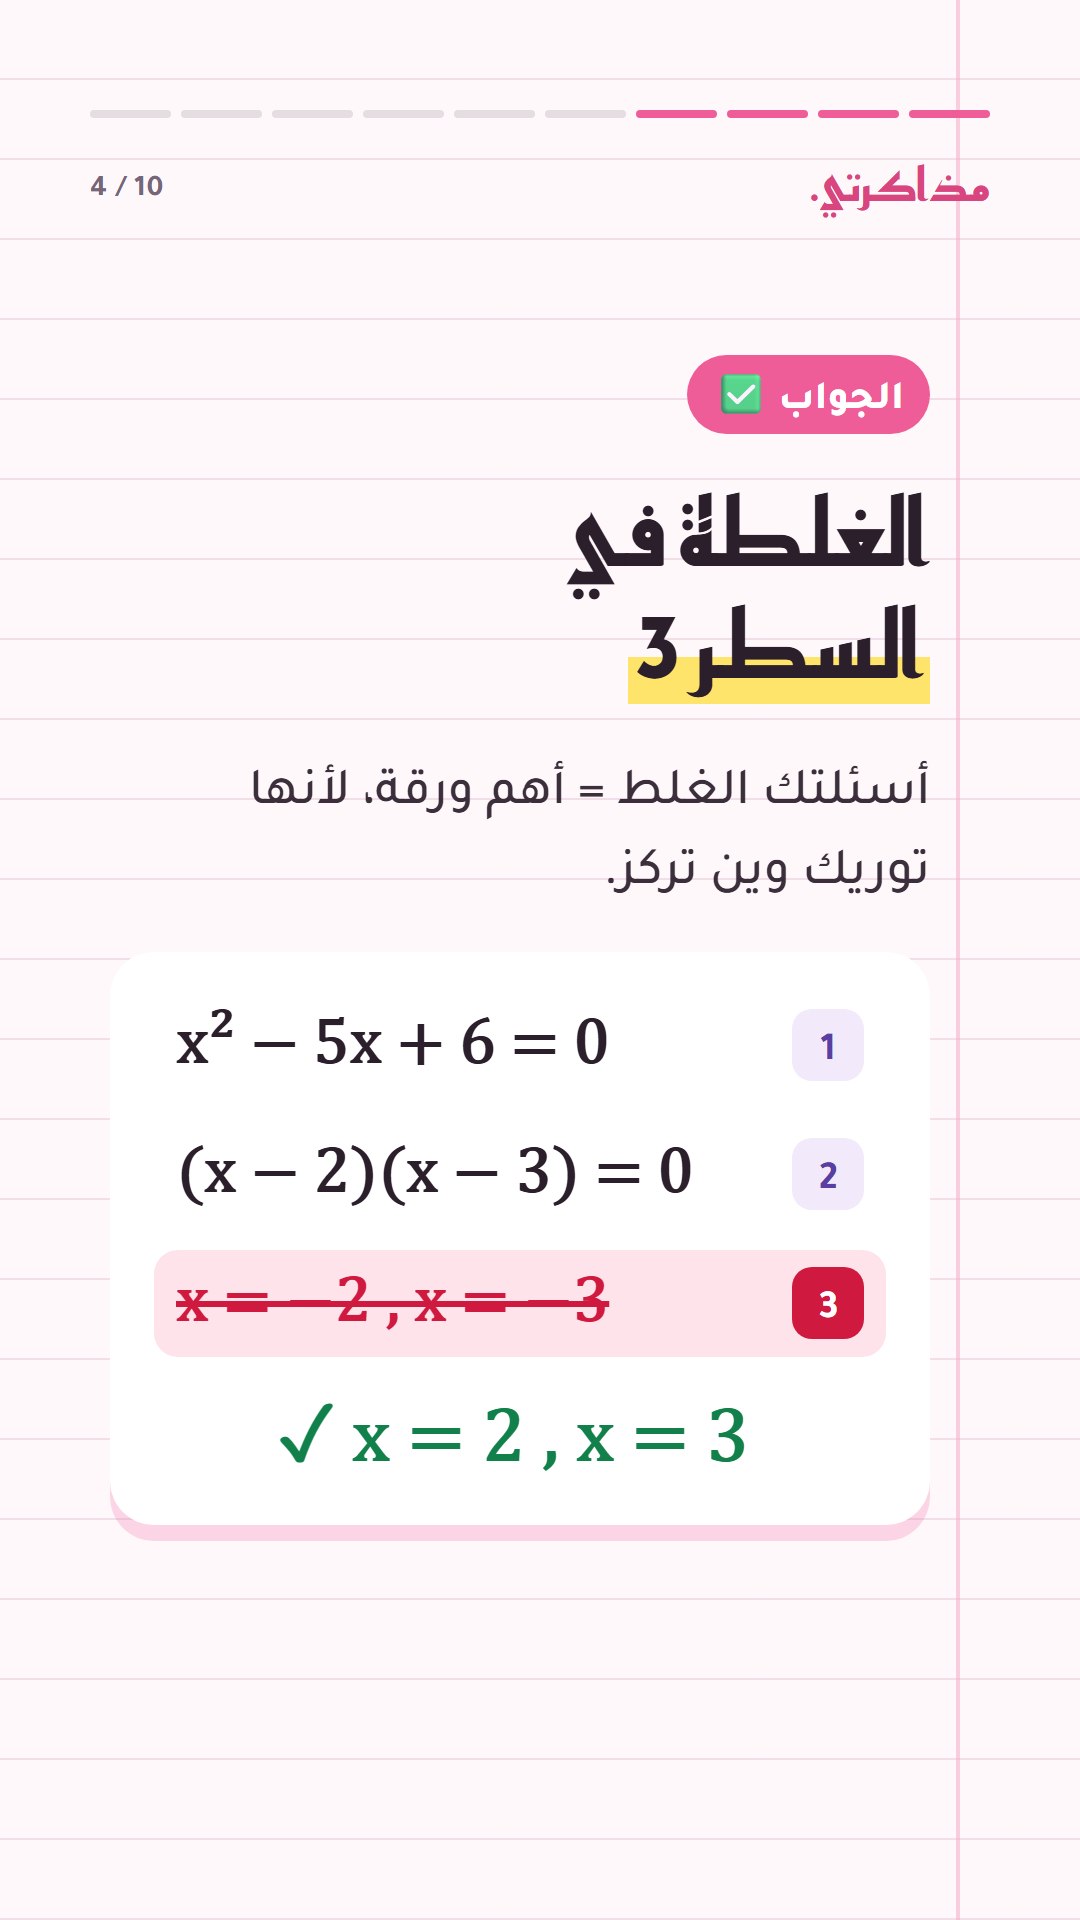 مذاكرتي.
4 / 10
الجواب ✅
الغلطة في
السطر 3
أسئلتك الغلط = أهم ورقة، لأنها
توريك وين تركز.
1 x² − 5x + 6 = 0
2 (x − 2)(x − 3) = 0
3 x = −2 , x = −3
✓ x = 2 , x = 3